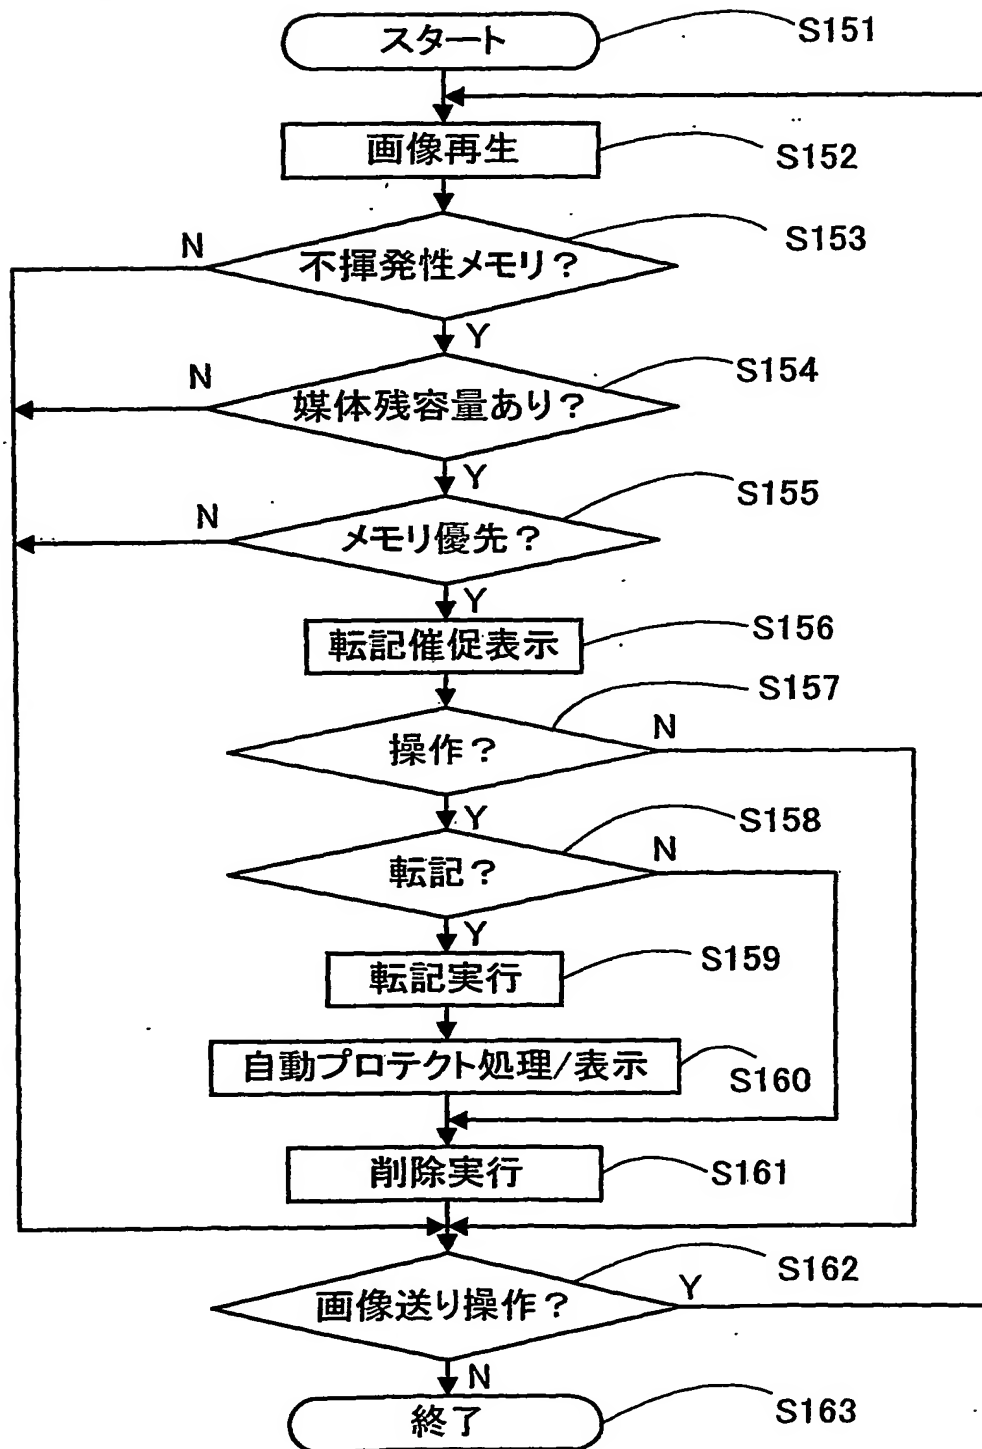 スタート
S151
画像再生
S152
N
不揮発性メモリ?
S153
Y
N
媒体残容量あり?
S154
Y
N
メモリ優先?
S155
Y
転記催促表示
S156
操作?
S157
N
Y
転記?
S158
N
Y
転記実行
S159
自動プロテクト処理/表示
S160
削除実行
S161
画像送り操作?
S162
Y
N
終了
S163